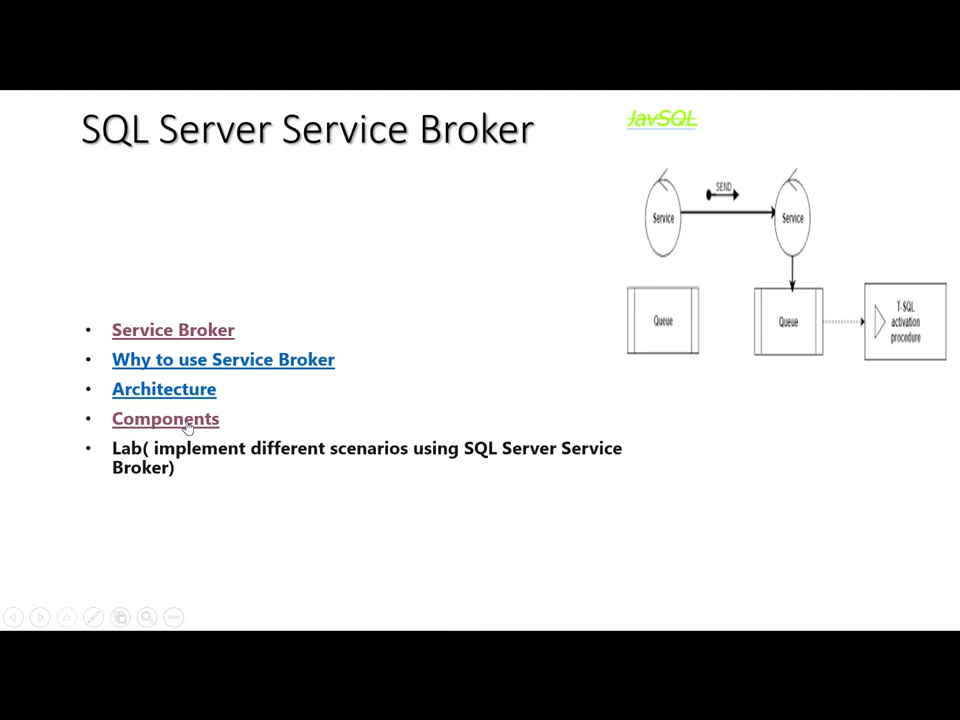 SQL Server Service Broker
JavSQL
SEND
Service
Service
Queue
Queue
T-SQL
activation
procedure
• Service Broker
• Why to use Service Broker
• Architecture
• Components
• Lab( implement different scenarios using SQL Server Service
Broker)